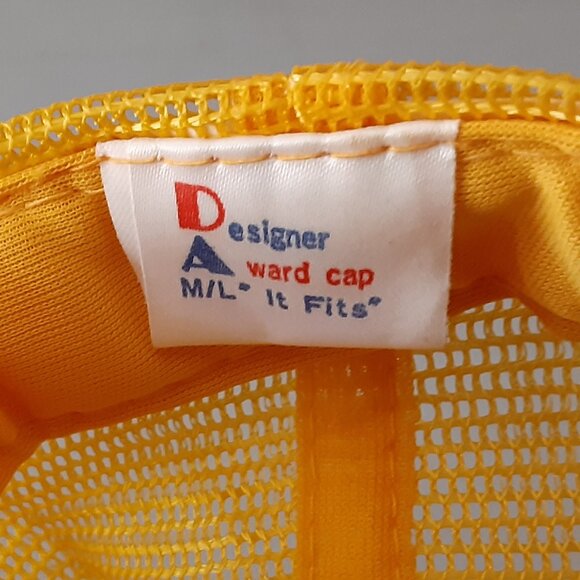 Designer
Award cap
M/L" It Fits"